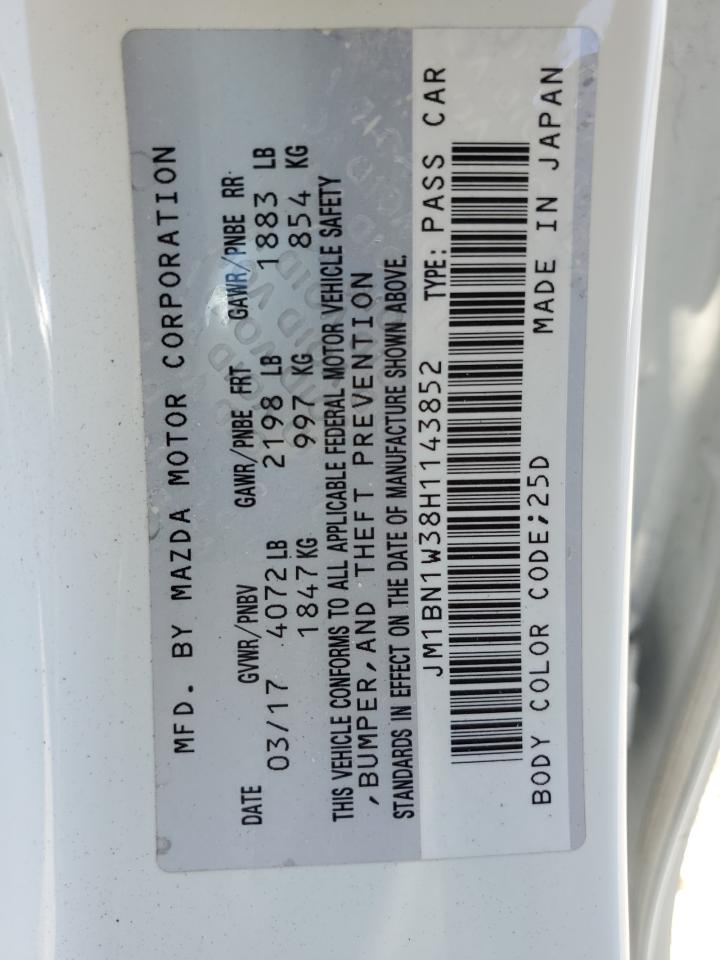 MFD. BY MAZDA MOTOR CORPORATION
DATE GVWR/PNBV GAWR/PNBE FRT GAWR/PNBE RR.
03/17 4072 LB 2198 LB 1883 LB
1847 KG 997 KG 854 KG
THIS VEHICLE CONFORMS TO ALL APPLICABLE FEDERAL MOTOR VEHICLE SAFETY
, BUMPER, AND THEFT PREVENTION
STANDARDS IN EFFECT ON THE DATE OF MANUFACTURE SHOWN ABOVE.
JM1BN1W38H1143852 TYPE: PASS CAR
BODY COLOR CODE;25D MADE IN JAPAN